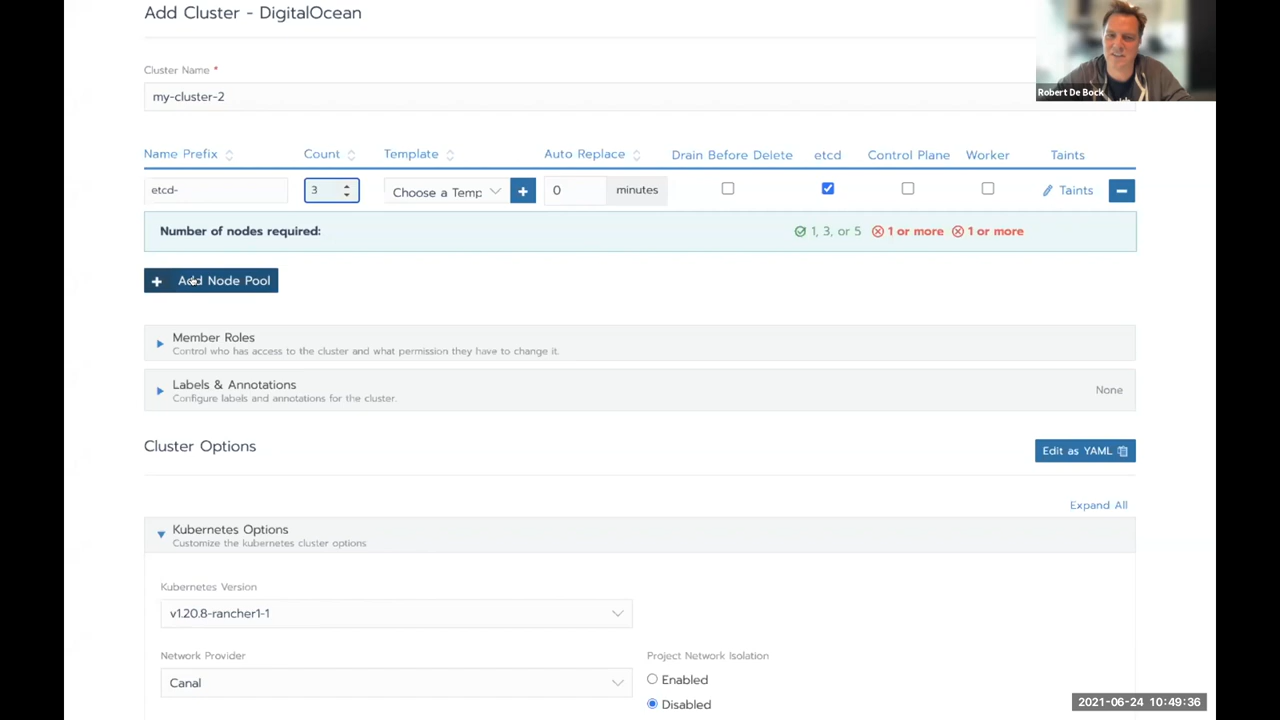 Add Cluster - DigitalOcean
Cluster Name *
my-cluster-2
Robert De Bock
Name Prefix Count Template Auto Replace Drain Before Delete etcd Control Plane Worker Taints
etcd- 3 Choose a Temp + 0 minutes Taints
Number of nodes required: 1, 3, or 5 1 or more 1 or more
+ Add Node Pool
Member Roles
Control who has access to the cluster and what permission they have to change it.
Labels & Annotations
Configure labels and annotations for the cluster.
None
Cluster Options
Edit as YAML
Expand All
Kubernetes Options
Customize the kubernetes cluster options
Kubernetes Version
v1.20.8-rancher1-1
Network Provider
Canal
Project Network Isolation
Enabled
Disabled
2021-06-24 10:49:36